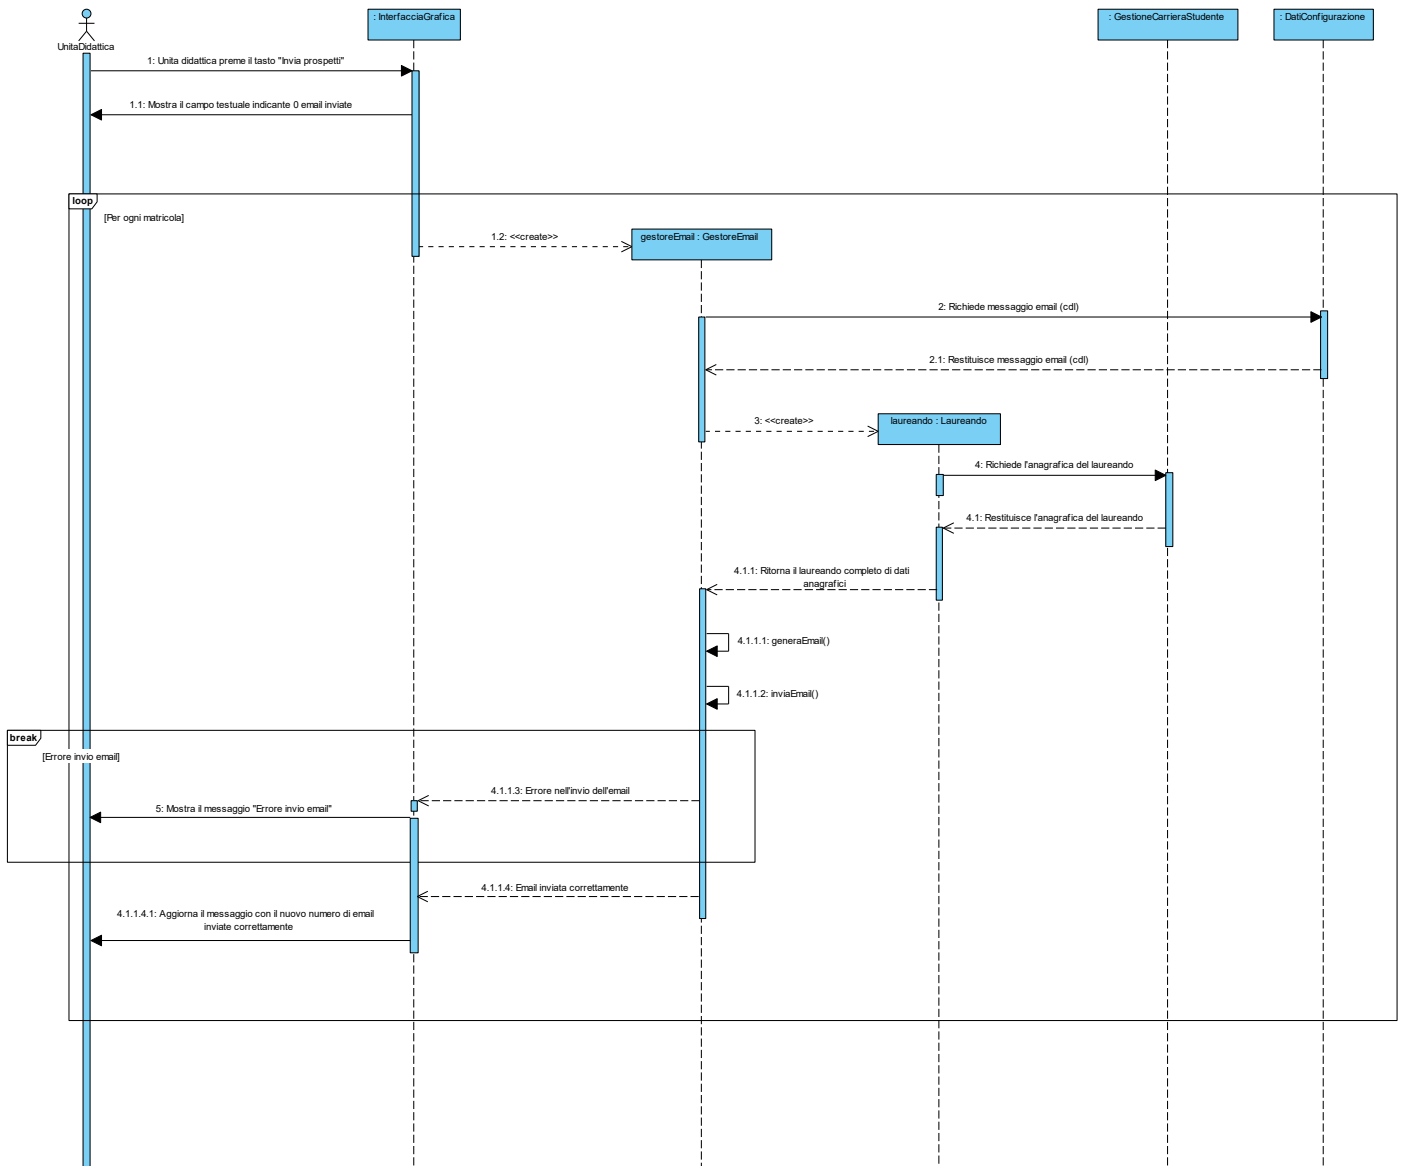 UnitaDidattica
: InterfacciaGrafica
: GestioneCarrieraStudente
: DatiConfigurazione
1: Unita didattica preme il tasto "Invia prospetti"
1.1: Mostra il campo testuale indicante 0 email inviate
loop
[Per ogni matricola]
1.2: <<create>>
gestoreEmail : GestoreEmail
2: Richiede messaggio email (cdl)
2.1: Restituisce messaggio email (cdl)
3: <<create>>
laureando : Laureando
4: Richiede l'anagrafica del laureando
4.1: Restituisce l'anagrafica del laureando
4.1.1: Ritorna il laureando completo di dati
anagrafici
4.1.1.1: generaEmail()
4.1.1.2: inviaEmail()
break
[Errore invio email]
4.1.1.3: Errore nell'invio dell'email
5: Mostra il messaggio "Errore invio email"
4.1.1.4: Email inviata correttamente
4.1.1.4.1: Aggiorna il messaggio con il nuovo numero di email
inviate correttamente